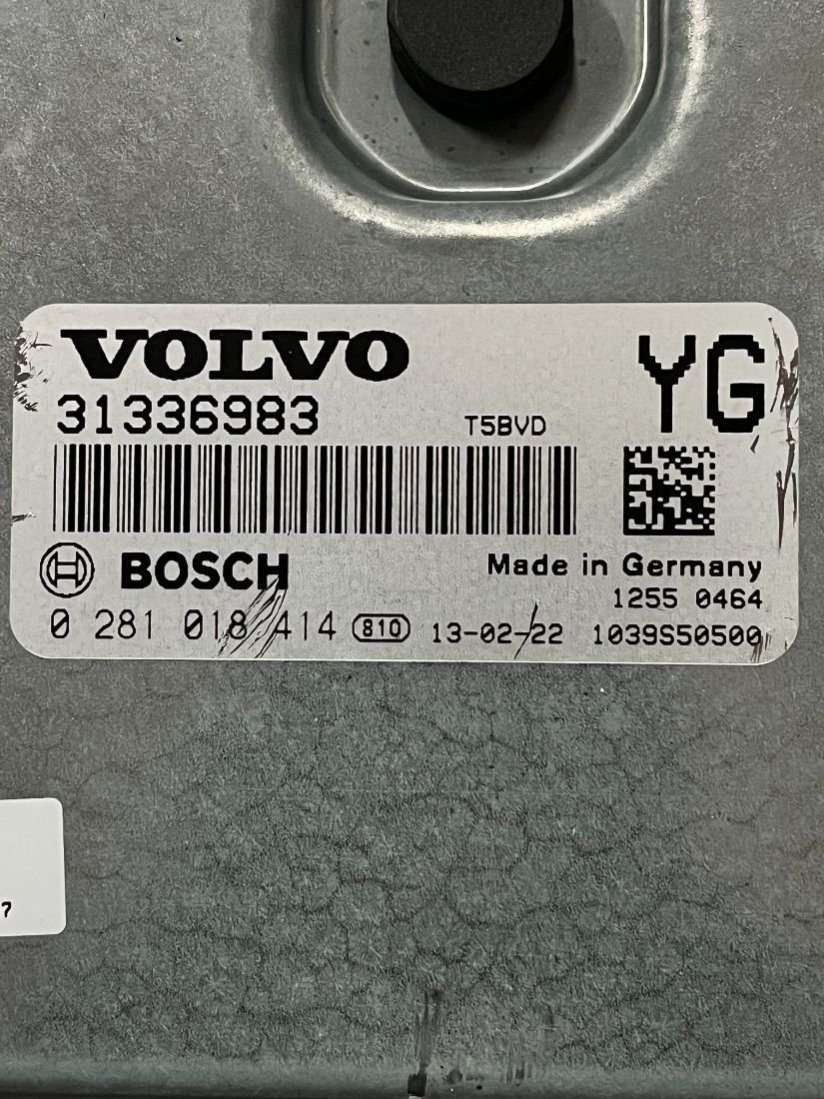 VOLVO
YG
31336983
T5BVD
BOSCH
Made in Germany
1255 0464
0 281 018 414 810 13-02-22 1039S50500
7